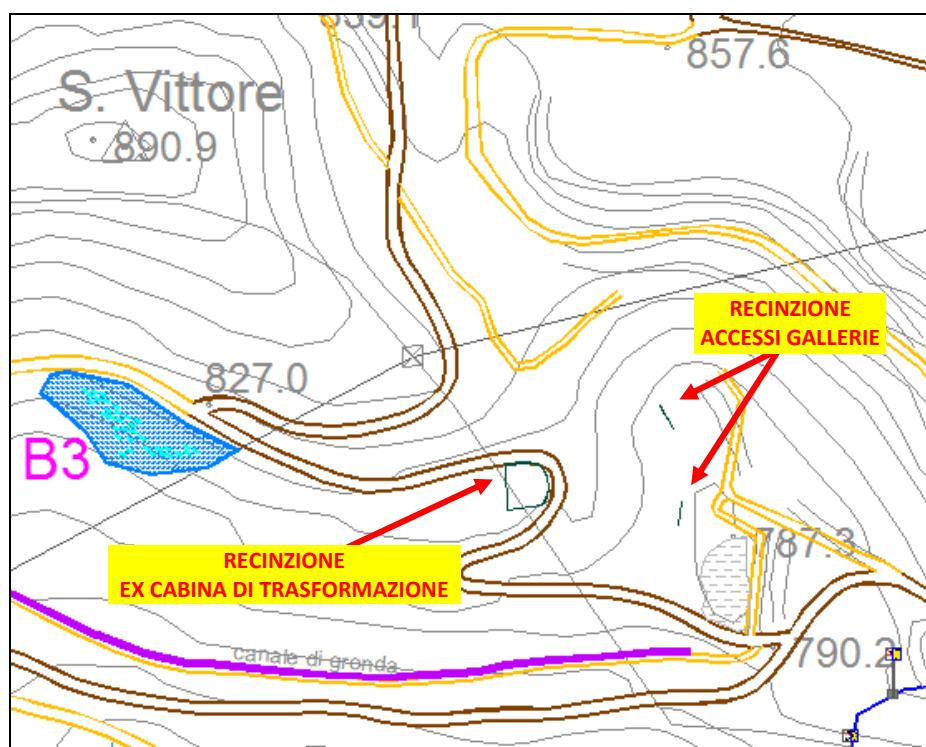 857.6
S. Vittore
890.9
RECINZIONE
ACCESSI GALLERIE
827.0
B3
787.3
RECINZIONE
EX CABINA DI TRASFORMAZIONE
canale di gronda
790.2